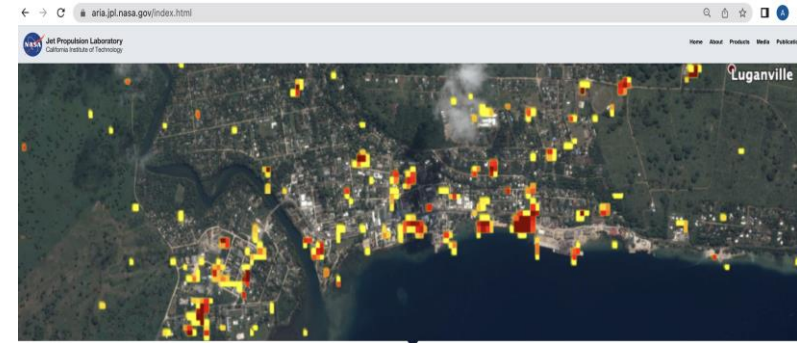 aria.jpl.nasa.gov/index.html
A
NASA
Jet Propulsion Laboratory
California Institute of Technology
Home About Products Media Publicatio
Luganville